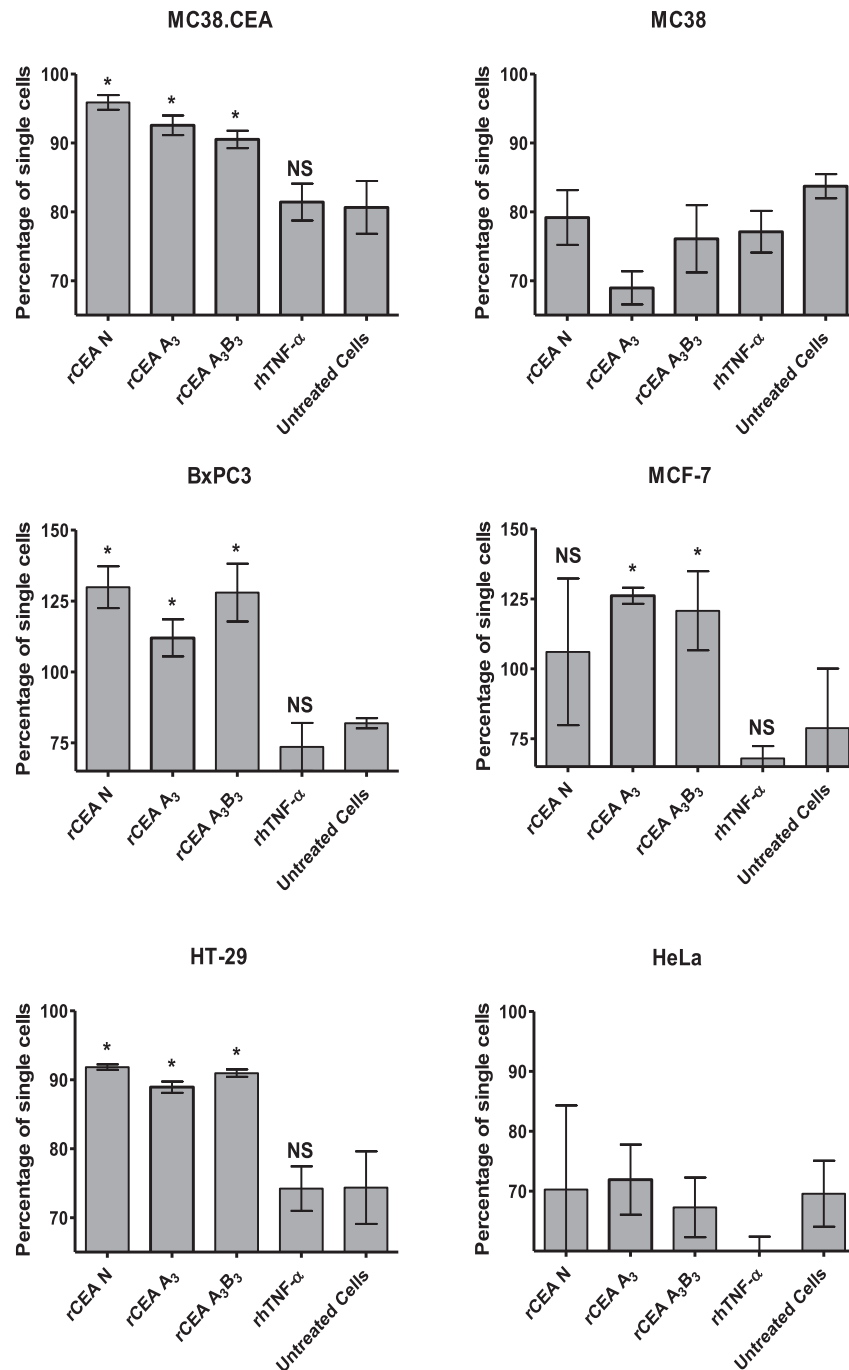 MC38.CEA
Percentage of single cells
100
90
80
70
*
*
*
NS
rCEA N
rCEA A₃
rCEA A₃B₃
rhTNF-α
Untreated Cells
MC38
Percentage of single cells
100
90
80
70
rCEA N
rCEA A₃
rCEA A₃B₃
rhTNF-α
Untreated Cells
BxPC3
Percentage of single cells
150
125
100
75
*
*
*
NS
rCEA N
rCEA A₃
rCEA A₃B₃
rhTNF-α
Untreated Cells
MCF-7
Percentage of single cells
150
125
100
75
NS
*
*
NS
rCEA N
rCEA A₃
rCEA A₃B₃
rhTNF-α
Untreated Cells
HT-29
Percentage of single cells
100
90
80
70
*
*
*
NS
rCEA N
rCEA A₃
rCEA A₃B₃
rhTNF-α
Untreated Cells
HeLa
Percentage of single cells
100
90
80
70
rCEA N
rCEA A₃
rCEA A₃B₃
rhTNF-α
Untreated Cells